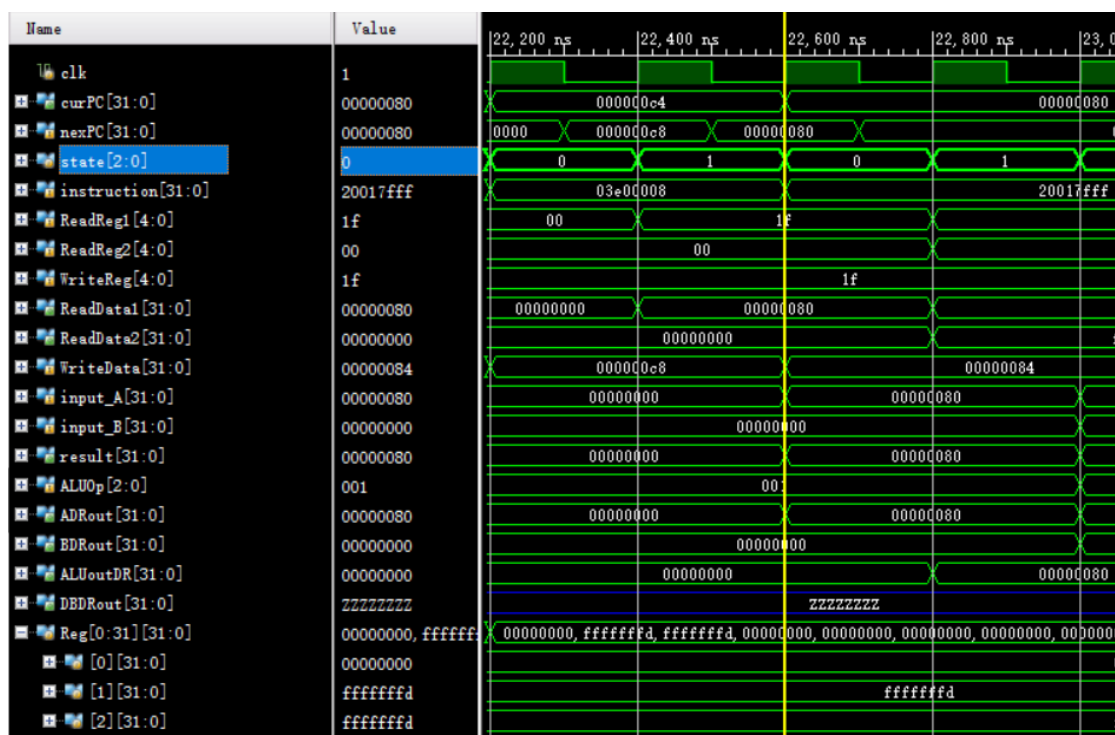 Name Value
22,200 ns 22,400 ns 22,600 ns 22,800 ns 23,0
clk 1
curPC[31:0] 00000080 000000c4 00000080
nexPC[31:0] 00000080 0000 000000c8 00000080
state[2:0] 0 0 1 0 1
instruction[31:0] 20017fff 03e00008 20017fff
ReadReg1[4:0] 1f 00 1f
ReadReg2[4:0] 00 00
WriteReg[4:0] 1f 1f
ReadData1[31:0] 00000080 00000000 00000080
ReadData2[31:0] 00000000 00000000
WriteData[31:0] 00000084 000000c8 00000084
input_A[31:0] 00000080 00000000 00000080
input_B[31:0] 00000000 00000000
result[31:0] 00000080 00000000 00000080
ALUOp[2:0] 001 001
ADRout[31:0] 00000080 00000000 00000080
BDRout[31:0] 00000000 00000000
ALUoutDR[31:0] 00000000 00000000 00000080
DBDRout[31:0] ZZZZZZZZ ZZZZZZZZ
Reg[0:31][31:0] 00000000, fffffff 00000000, fffffffd, fffffffd, 00000000, 00000000, 00000000, 00000000, 000000
[0][31:0] 00000000
[1][31:0] fffffffd fffffffd
[2][31:0] fffffffd